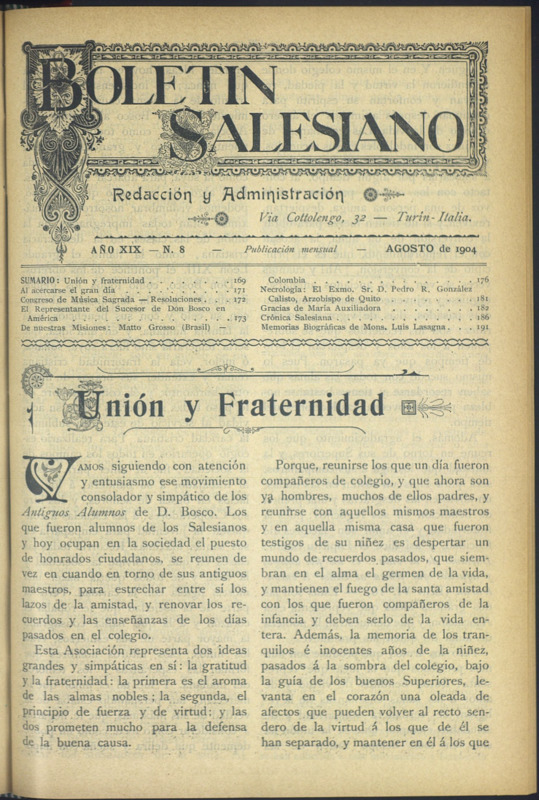 BOLETIN
SALESIANO
Redacción y Administración
Via Cottolengo, 32 — Turín-Italia.
AÑO XIX — N. 8 — Publicación mensual — AGOSTO de 1904
SUMARIO: Unión y fraternidad . . . . . . 169
Al acercarse el gran día . . . . . . . . 171
Congreso de Música Sagrada — Resoluciones . . . 172
El Representante del Sucesor de Dón Bosco en
América . . . . . . . . . . . . 173
De nuestras Misiones: Matto Grosso (Brasil) —
Colombia . . . . . . . . . . . 176
Necrología: El Exmo. Sr. D. Pedro R. González
Calisto, Arzobispo de Quito . . . . . . . 181
Gracias de María Auxiliadora . . . . . . 182
Crónica Salesiana . . . . . . . . . 186
Memorias Biográficas de Mons. Luis Lasagna . . . 191
Unión y Fraternidad
VAMOS siguiendo con atención
y entusiasmo ese movimiento
consolador y simpático de los
Antiguos Alumnos de D. Bosco. Los
que fueron alumnos de los Salesianos
y hoy ocupan en la sociedad el puesto
de honrados ciudadanos, se reunen de
vez en cuando en torno de sus antiguos
maestros, para estrechar entre sí los
lazos de la amistad, y renovar los re-
cuerdos y las enseñanzas de los días
pasados en el colegio.
Esta Asociación representa dos ideas
grandes y simpáticas en sí: la gratitud
y la fraternidad: la primera es el aroma
de las almas nobles; la segunda, el
principio de fuerza y de virtud: y las
dos prometen mucho para la defensa
de la buena causa.
Porque, reunirse los que un día fueron
compañeros de colegio, y que ahora son
ya hombres, muchos de ellos padres, y
reunirse con aquellos mismos maestros
y en aquella misma casa que fueron
testigos de su niñez es despertar un
mundo de recuerdos pasados, que siem-
bran en el alma el germen de la vida,
y mantienen el fuego de la santa amistad
con los que fueron compañeros de la
infancia y deben serlo de la vida en-
tera. Además, la memoria de los tran-
quilos é inocentes años de la niñez,
pasados á la sombra del colegio, bajo
la guía de los buenos Superiores, le-
vanta en el corazón una oleada de
afectos que pueden volver al recto sen-
dero de la virtud á los que de él se
han separado, y mantener en él á los que